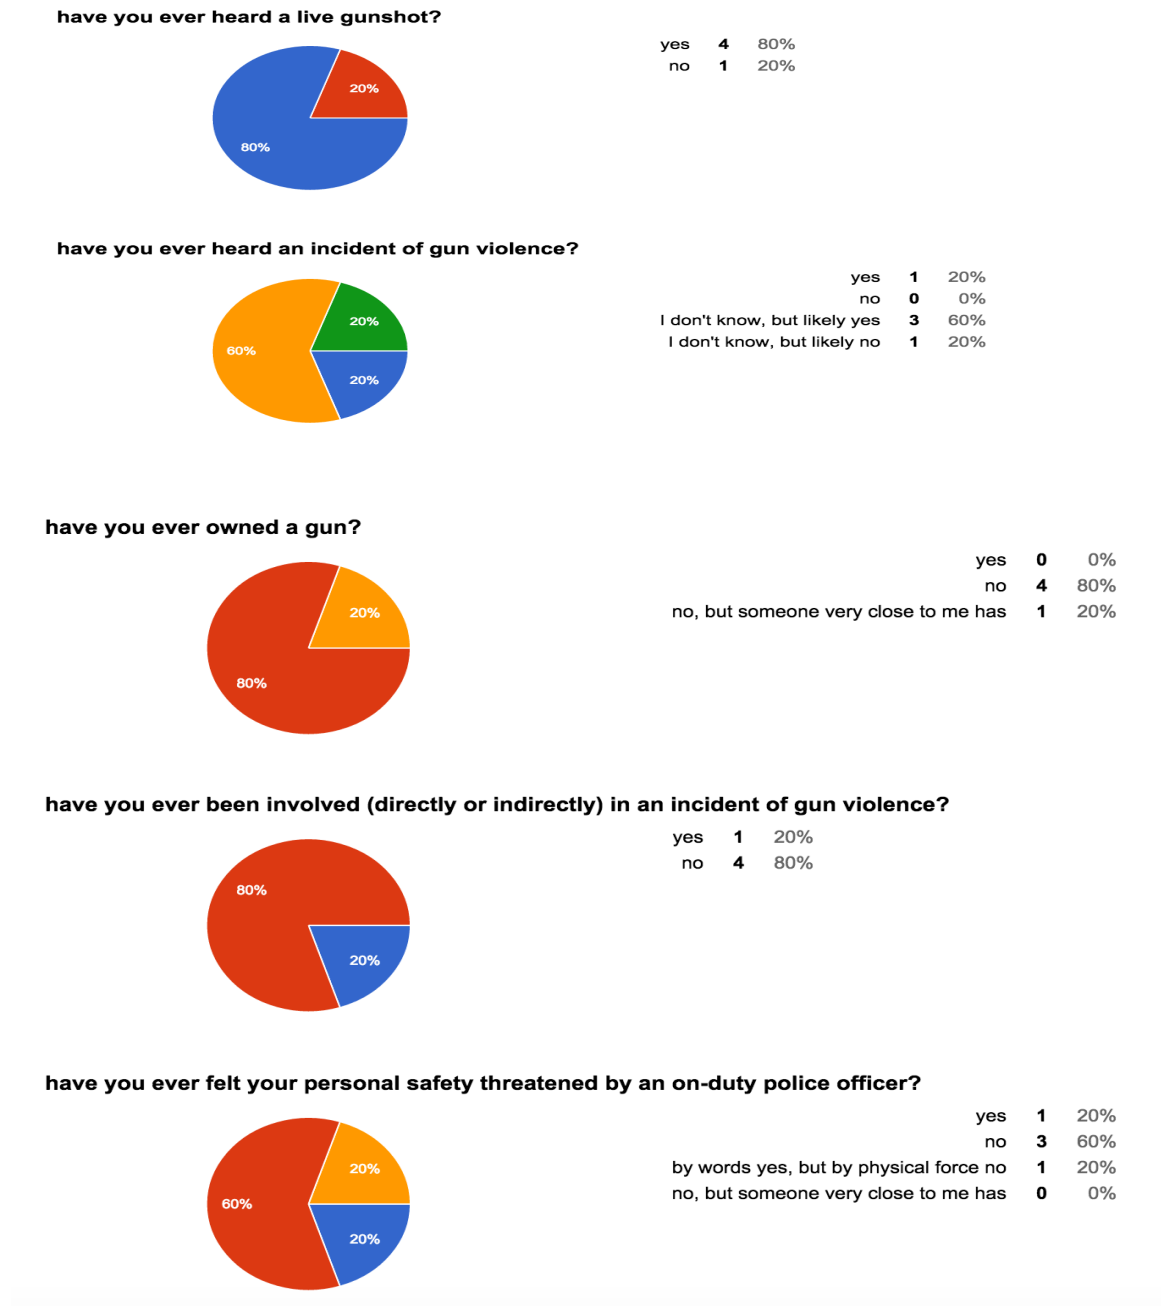 have you ever heard a live gunshot?
yes 4 80%
no 1 20%
20%
80%
have you ever heard an incident of gun violence?
yes 1 20%
no 0 0%
I don't know, but likely yes 3 60%
I don't know, but likely no 1 20%
20%
60%
20%
have you ever owned a gun?
yes 0 0%
no 4 80%
no, but someone very close to me has 1 20%
20%
80%
have you ever been involved (directly or indirectly) in an incident of gun violence?
yes 1 20%
no 4 80%
80%
20%
have you ever felt your personal safety threatened by an on-duty police officer?
yes 1 20%
no 3 60%
by words yes, but by physical force no 1 20%
no, but someone very close to me has 0 0%
20%
60%
20%